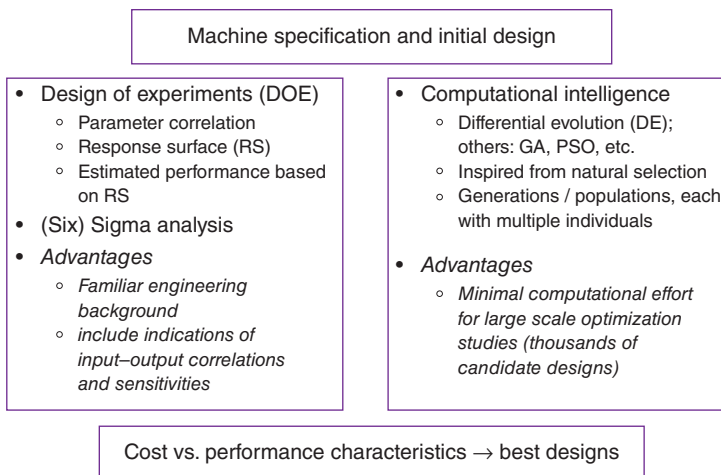 Machine specification and initial design
• Design of experiments (DOE)
◦ Parameter correlation
◦ Response surface (RS)
◦ Estimated performance based
on RS
• (Six) Sigma analysis
• Advantages
◦ Familiar engineering
background
◦ include indications of
input–output correlations
and sensitivities
• Computational intelligence
◦ Differential evolution (DE);
others: GA, PSO, etc.
◦ Inspired from natural selection
◦ Generations / populations, each
with multiple individuals
• Advantages
◦ Minimal computational effort
for large scale optimization
studies (thousands of
candidate designs)
Cost vs. performance characteristics → best designs